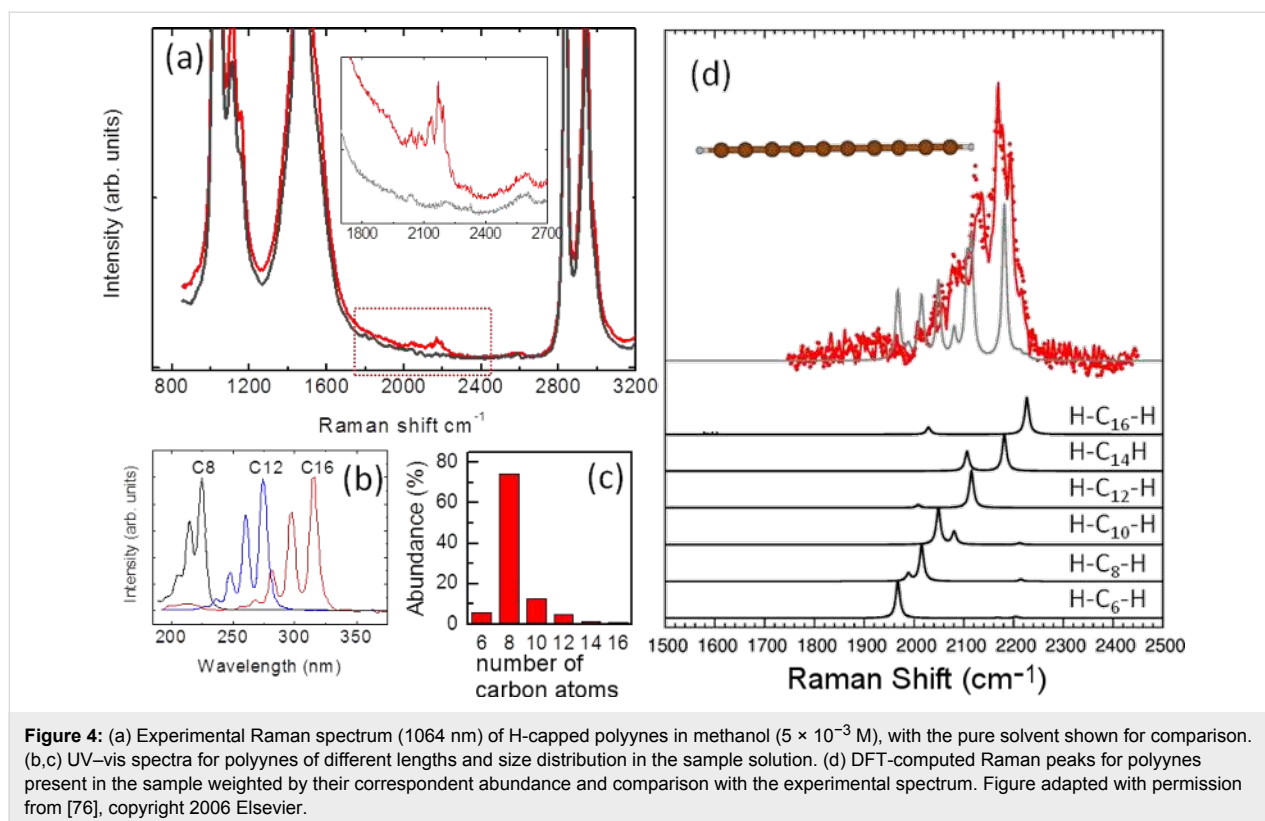 (a)
Intensity (arb. units)
1800 2100 2400 2700
800 1200 1600 2000 2400 2800 3200
Raman shift cm⁻¹
(b)
C8 C12 C16
Intensity (arb. units)
200 250 300 350
Wavelength (nm)
(c)
Abundance (%)
80
60
40
20
0
6 8 10 12 14 16
number of
carbon atoms
(d)
H-C₁₆-H
H-C₁₄H
H-C₁₂-H
H-C₁₀-H
H-C₈-H
H-C₆-H
1500 1600 1700 1800 1900 2000 2100 2200 2300 2400 2500
Raman Shift (cm⁻¹)
Figure 4: (a) Experimental Raman spectrum (1064 nm) of H-capped polyynes in methanol (5 × 10⁻³ M), with the pure solvent shown for comparison.
(b,c) UV–vis spectra for polyynes of different lengths and size distribution in the sample solution. (d) DFT-computed Raman peaks for polyynes
present in the sample weighted by their correspondent abundance and comparison with the experimental spectrum. Figure adapted with permission
from [76], copyright 2006 Elsevier.